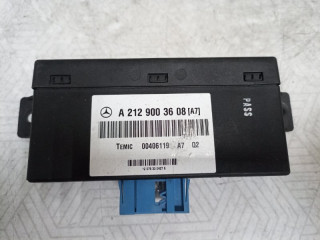 A 212 900 36 08 [A7]
TEMIC 00406119 A7 02
PASS